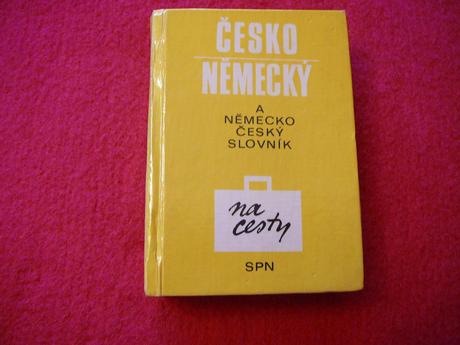 ČESKO
NĚMECKÝ
A
NĚMECKO
ČESKÝ
SLOVNÍK
na
cesty
SPN